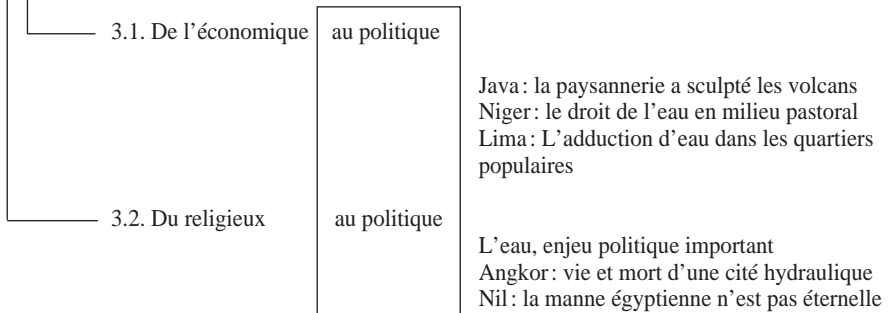 3.1. De l'économique au politique
Java : la paysannerie a sculpté les volcans
Niger : le droit de l'eau en milieu pastoral
Lima : L'adduction d'eau dans les quartiers
populaires
3.2. Du religieux au politique
L'eau, enjeu politique important
Angkor : vie et mort d'une cité hydraulique
Nil : la manne égyptienne n'est pas éternelle